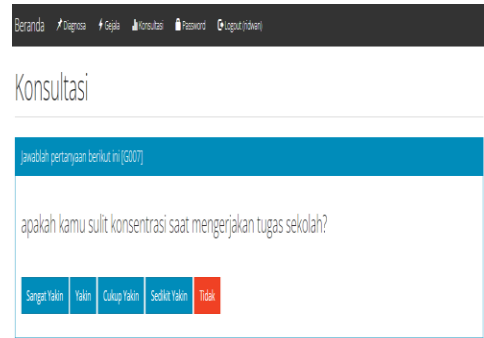 Beranda Diagnosa Gejala Konsultasi Password Logout (ridwan)
Konsultasi
Jawablah pertanyaan berikut ini [G007]
apakah kamu sulit konsentrasi saat mengerjakan tugas sekolah?
Sangat Yakin Yakin Cukup Yakin Sedikit Yakin Tidak